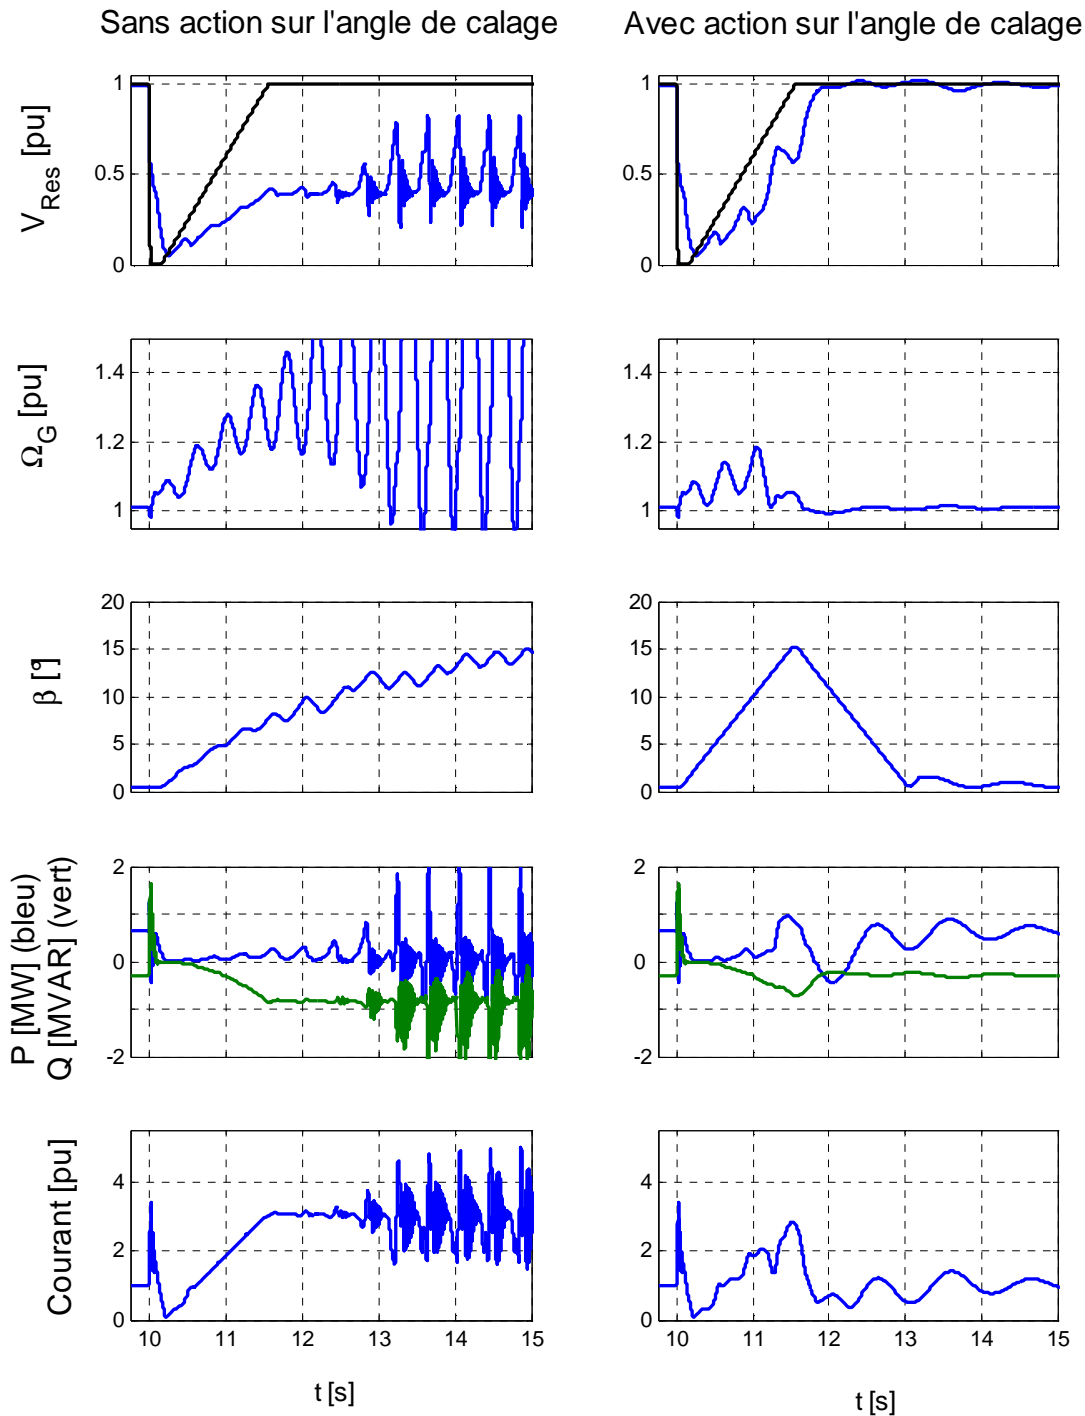 Sans action sur l'angle de calage
Avec action sur l'angle de calage
V_Res [pu]
1
0.5
0
1
0.5
0
Ω_G [pu]
1.4
1.2
1
1.4
1.2
1
β [°]
20
15
10
5
0
20
15
10
5
0
P [MW] (bleu)
Q [MVAR] (vert)
2
0
-2
2
0
-2
Courant [pu]
4
2
0
4
2
0
10 11 12 13 14 15
10 11 12 13 14 15
t [s]
t [s]